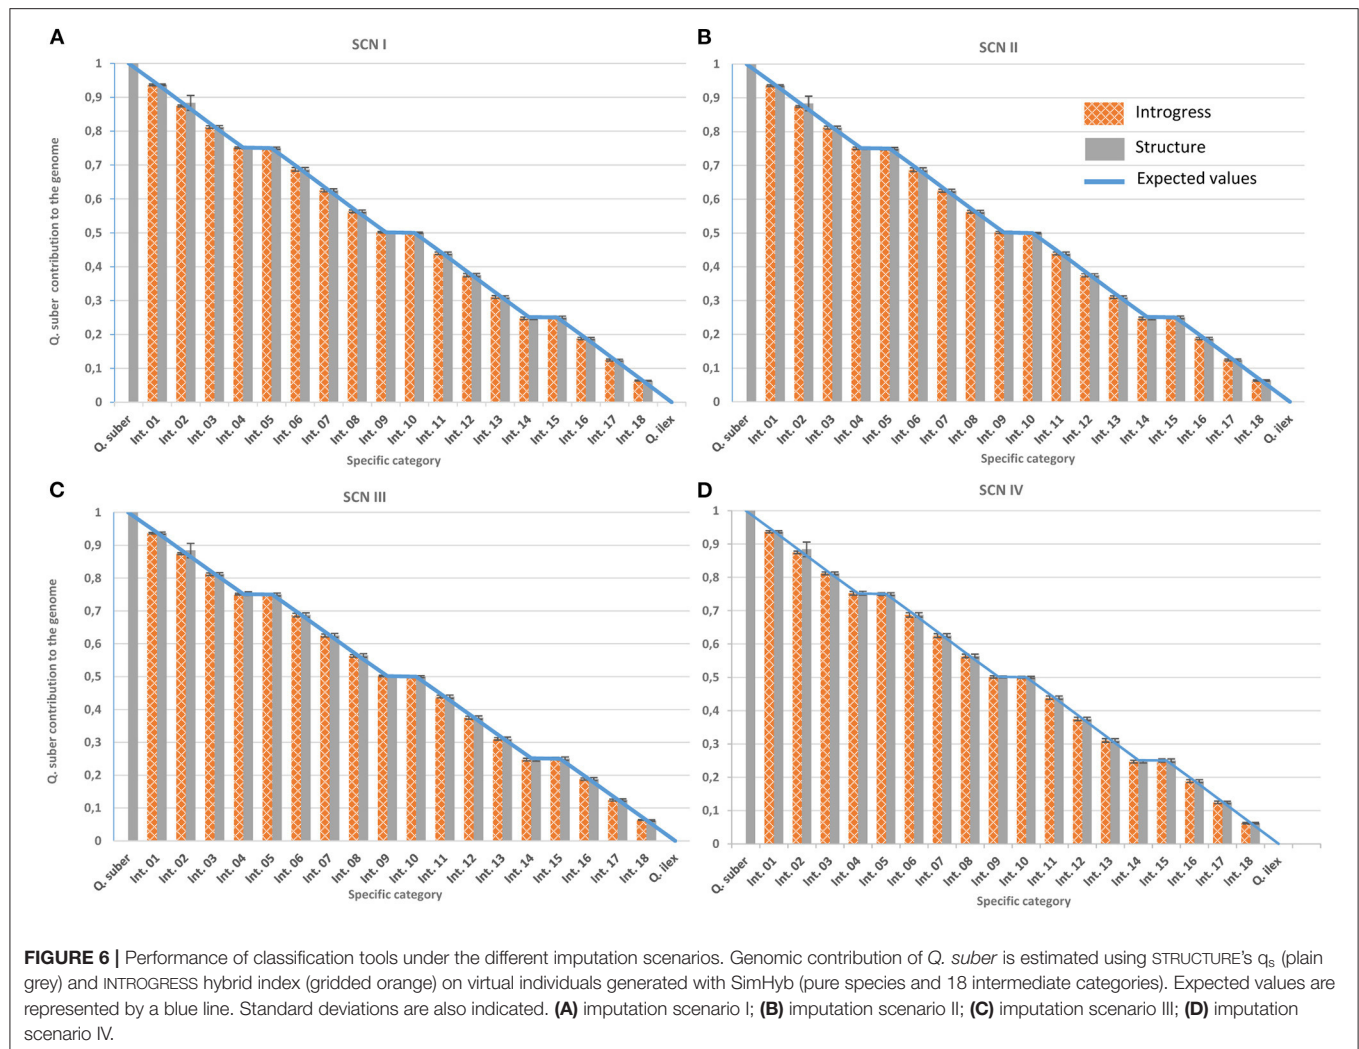 A
SCN I
Q. suber contribution to the genome
1
0,9
0,8
0,7
0,6
0,5
0,4
0,3
0,2
0,1
0
Q. suber
Int. 01
Int. 02
Int. 03
Int. 04
Int. 05
Int. 06
Int. 07
Int. 08
Int. 09
Int. 10
Int. 11
Int. 12
Int. 13
Int. 14
Int. 15
Int. 16
Int. 17
Int. 18
Q. ilex
Specific category
B
SCN II
1
0,9
0,8
0,7
0,6
0,5
0,4
0,3
0,2
0,1
0
Introgress
Structure
Expected values
Q. suber
Int. 01
Int. 02
Int. 03
Int. 04
Int. 05
Int. 06
Int. 07
Int. 08
Int. 09
Int. 10
Int. 11
Int. 12
Int. 13
Int. 14
Int. 15
Int. 16
Int. 17
Int. 18
Q. ilex
Specific category
C
SCN III
Q. suber contribution to the genome
1
0,9
0,8
0,7
0,6
0,5
0,4
0,3
0,2
0,1
0
Q. suber
Int. 01
Int. 02
Int. 03
Int. 04
Int. 05
Int. 06
Int. 07
Int. 08
Int. 09
Int. 10
Int. 11
Int. 12
Int. 13
Int. 14
Int. 15
Int. 16
Int. 17
Int. 18
Q. ilex
Specific category
D
SCN IV
1
0,9
0,8
0,7
0,6
0,5
0,4
0,3
0,2
0,1
0
Q. suber
Int. 01
Int. 02
Int. 03
Int. 04
Int. 05
Int. 06
Int. 07
Int. 08
Int. 09
Int. 10
Int. 11
Int. 12
Int. 13
Int. 14
Int. 15
Int. 16
Int. 17
Int. 18
Q. ilex
Specific category
FIGURE 6 | Performance of classification tools under the different imputation scenarios. Genomic contribution of Q. suber is estimated using STRUCTURE's qs (plain
grey) and INTROGRESS hybrid index (gridded orange) on virtual individuals generated with SimHyb (pure species and 18 intermediate categories). Expected values are
represented by a blue line. Standard deviations are also indicated. (A) imputation scenario I; (B) imputation scenario II; (C) imputation scenario III; (D) imputation
scenario IV.